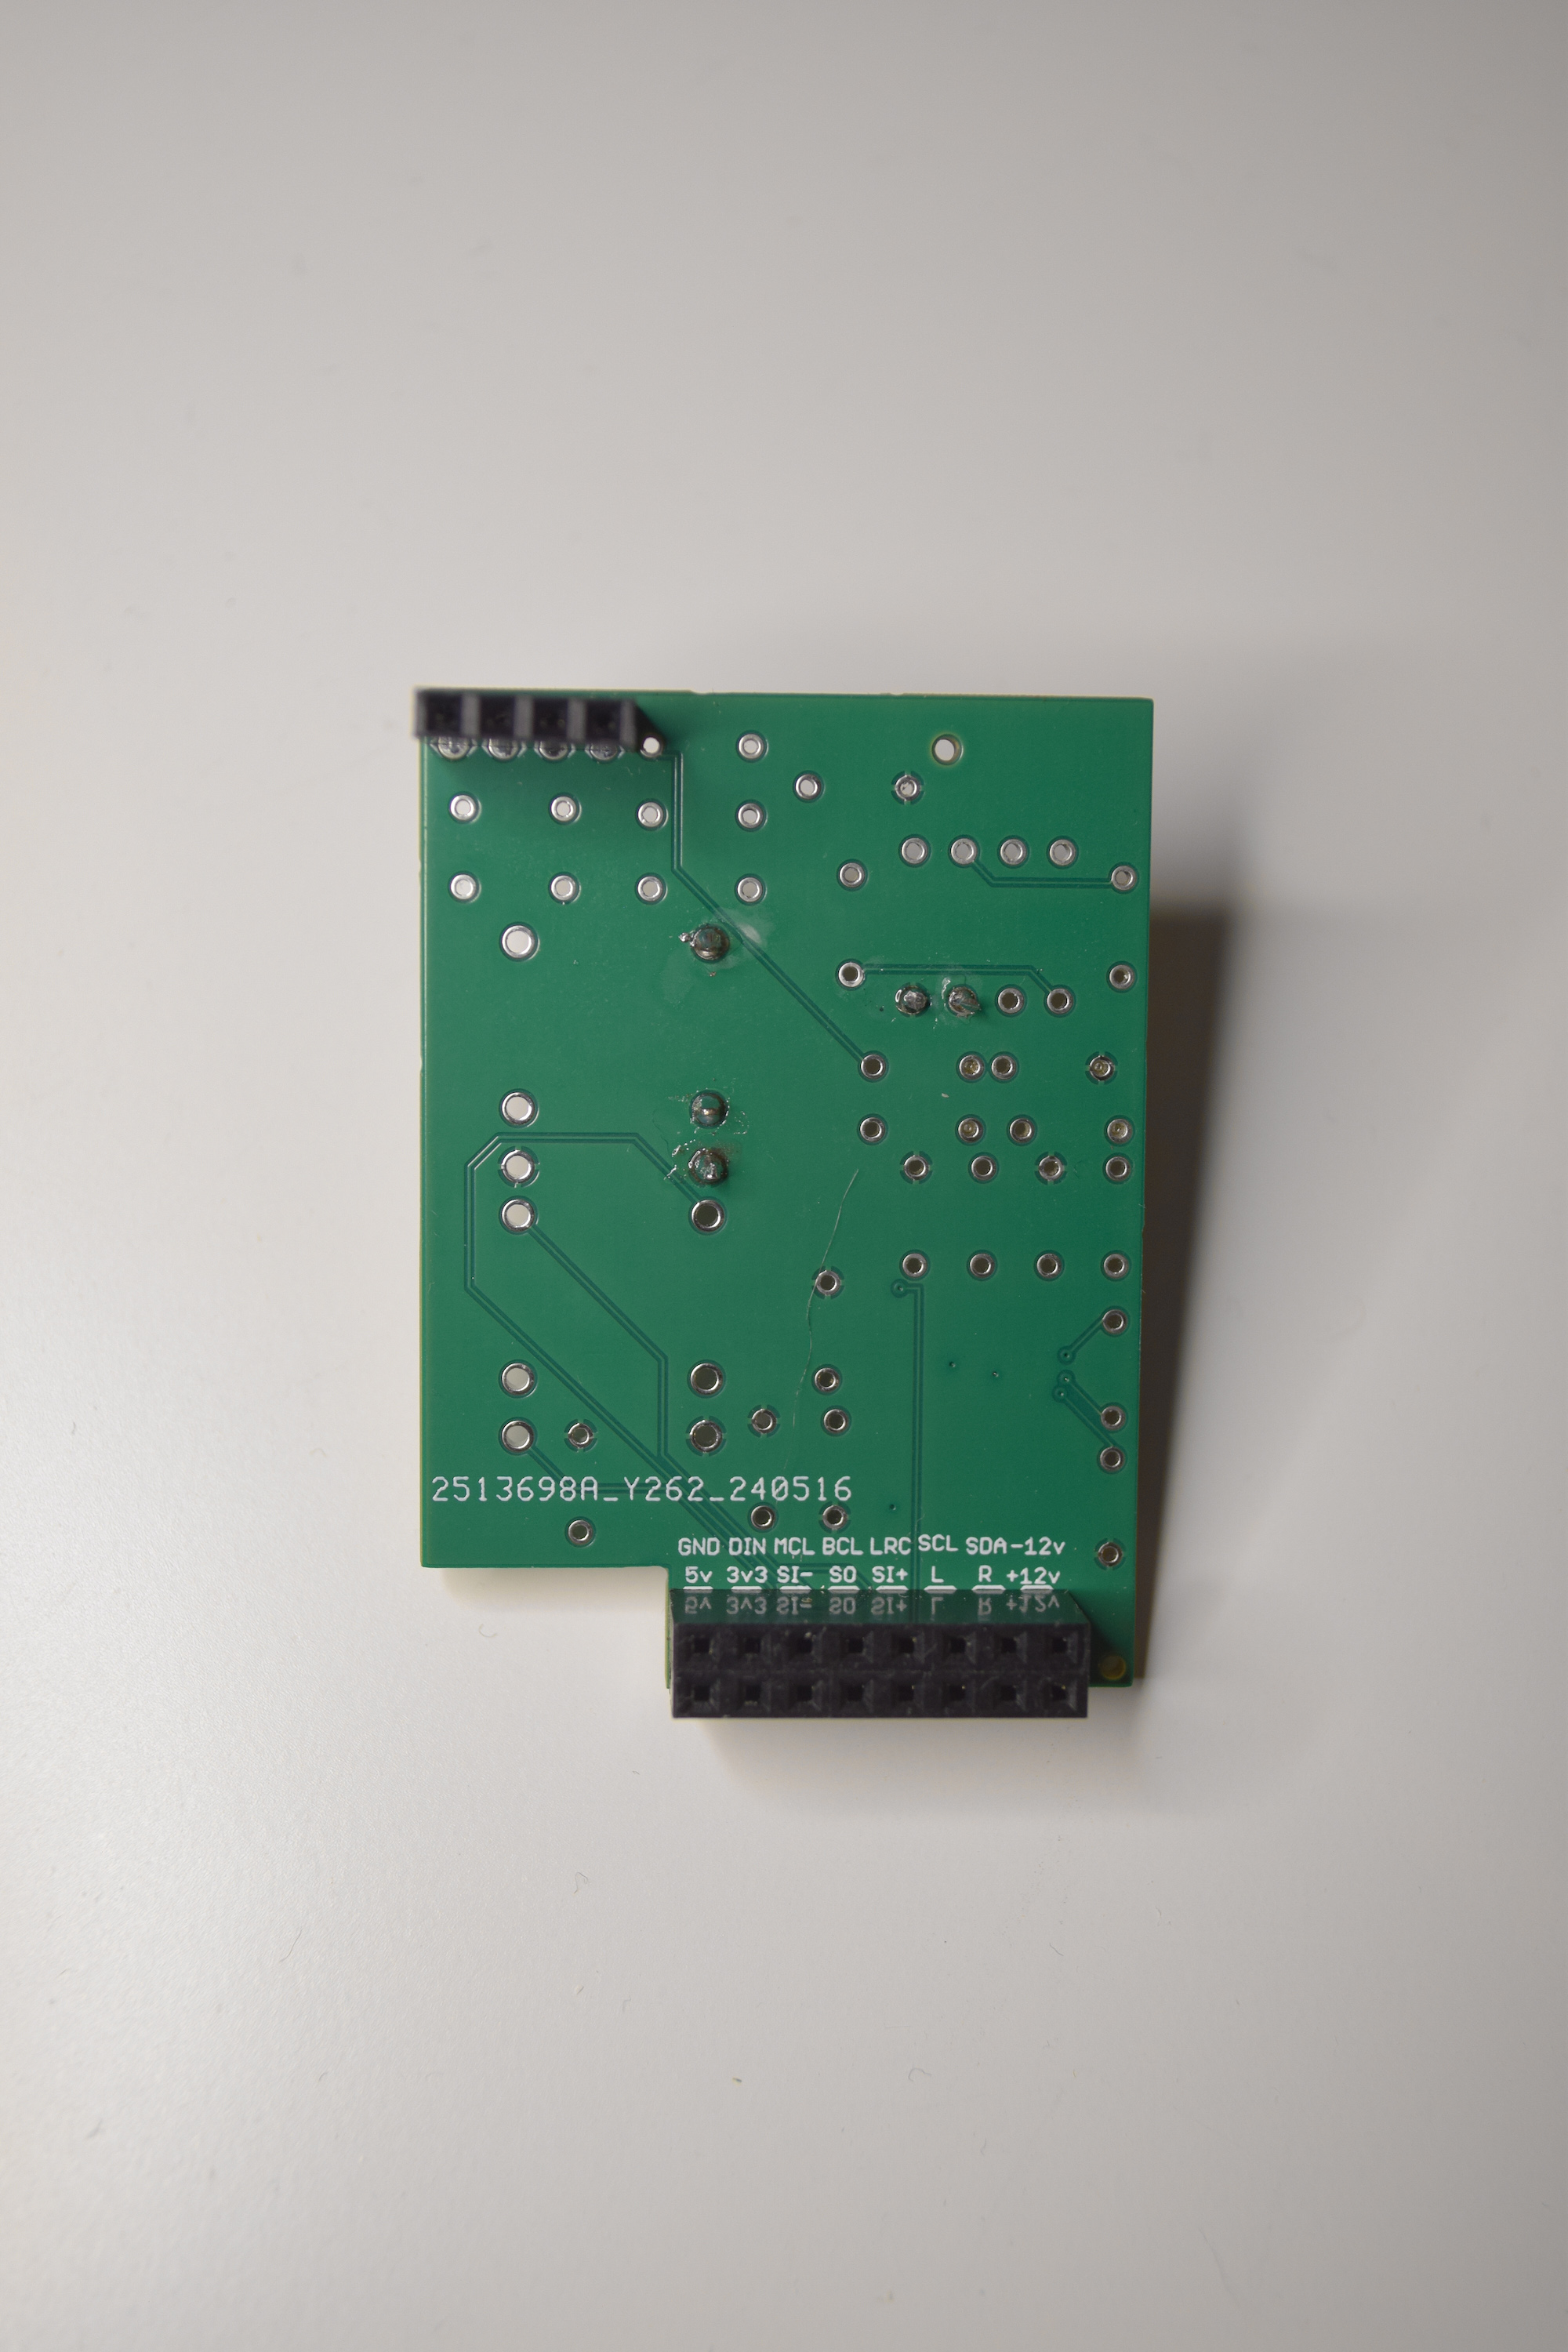 2513698A_Y262_240516
GND DIN MCL BCL LRC SCL SDA -12v
5v 3v3 SI- SO SI+ L R +12v